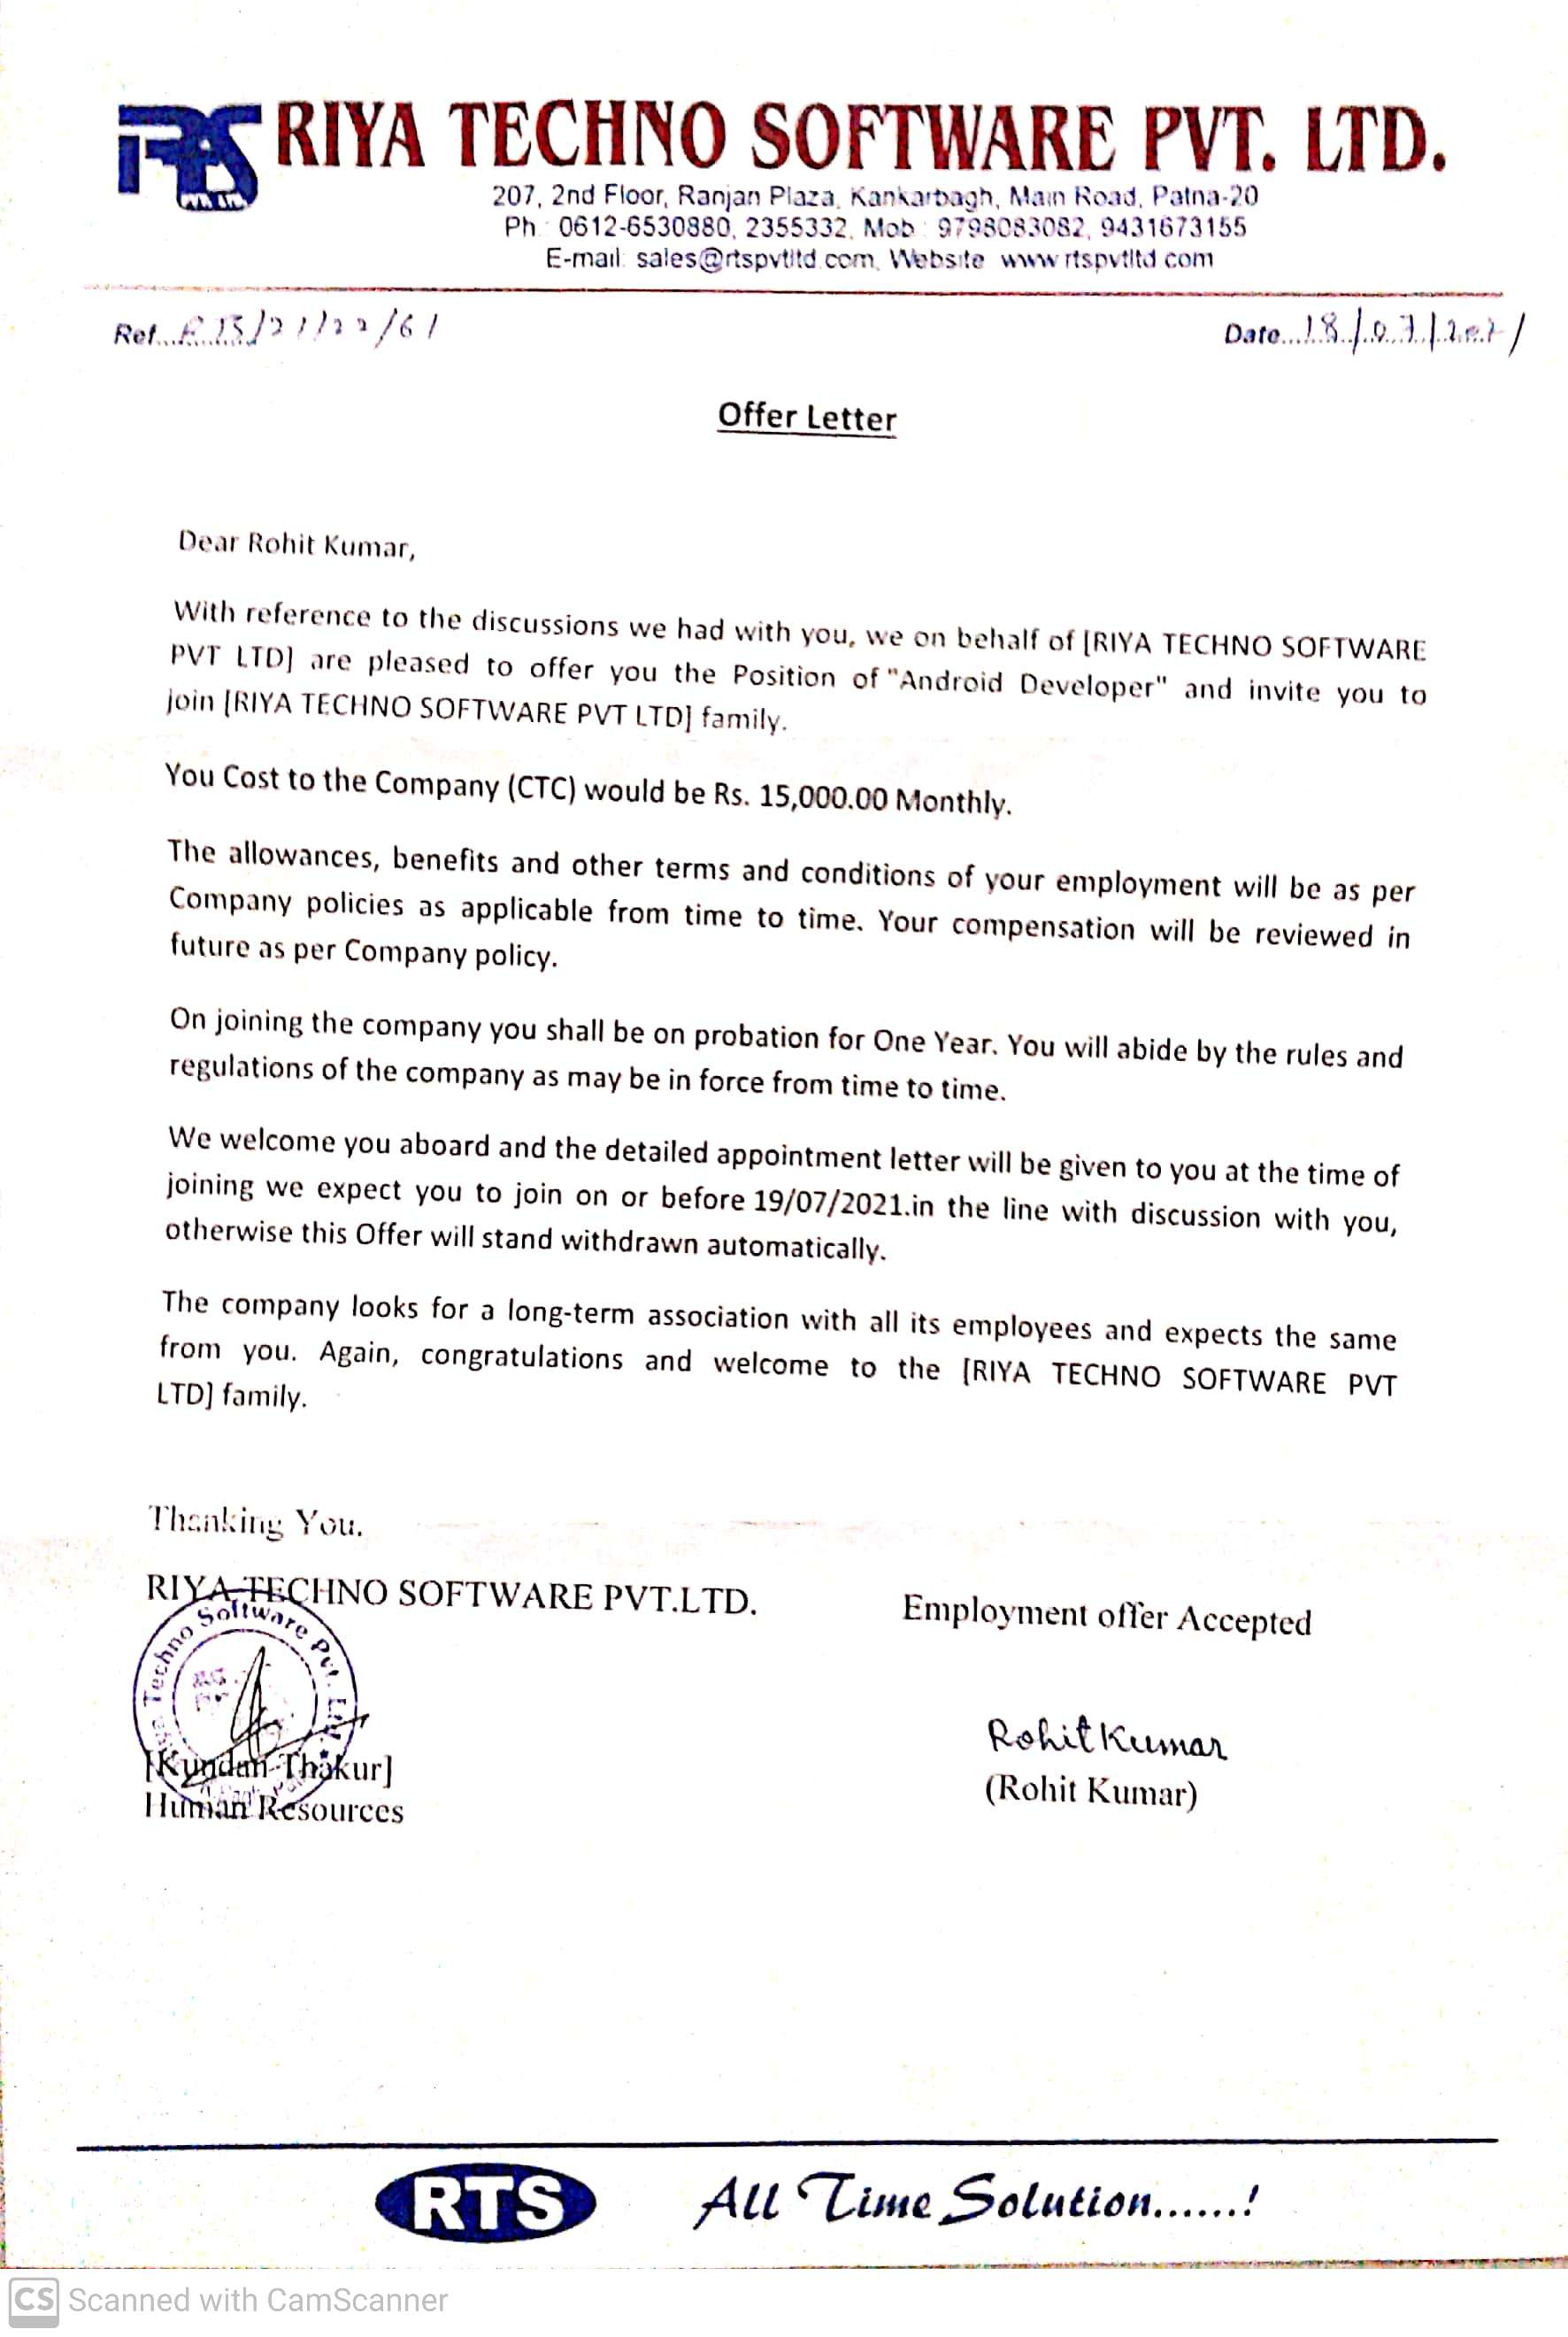 RTS RIYA TECHNO SOFTWARE PVT. LTD.
PVT. LTD.
207, 2nd Floor, Ranjan Plaza, Kankarbagh, Main Road, Patna-20
Ph : 0612-6530880, 2355332, Mob : 9798083082, 9431673155
E-mail: sales@rtspvtltd.com, Website www.rtspvtltd.com
Ref... RTS/21/22/61
Date... 18/07/2021
Offer Letter
Dear Rohit Kumar,
With reference to the discussions we had with you, we on behalf of [RIYA TECHNO SOFTWARE
PVT LTD] are pleased to offer you the Position of "Android Developer" and invite you to
join [RIYA TECHNO SOFTWARE PVT LTD] family.
You Cost to the Company (CTC) would be Rs. 15,000.00 Monthly.
The allowances, benefits and other terms and conditions of your employment will be as per
Company policies as applicable from time to time. Your compensation will be reviewed in
future as per Company policy.
On joining the company you shall be on probation for One Year. You will abide by the rules and
regulations of the company as may be in force from time to time.
We welcome you aboard and the detailed appointment letter will be given to you at the time of
joining we expect you to join on or before 19/07/2021.in the line with discussion with you,
otherwise this Offer will stand withdrawn automatically.
The company looks for a long-term association with all its employees and expects the same
from you. Again, congratulations and welcome to the [RIYA TECHNO SOFTWARE PVT
LTD] family.
Thanking You.
RIYA TECHNO SOFTWARE PVT.LTD.
Employment offer Accepted
Techno Software Pvt. Ltd.
Rohit Kumar
[Kundan Thakur]
(Rohit Kumar)
Human Resources
RTS All Time Solution......!
CS Scanned with CamScanner